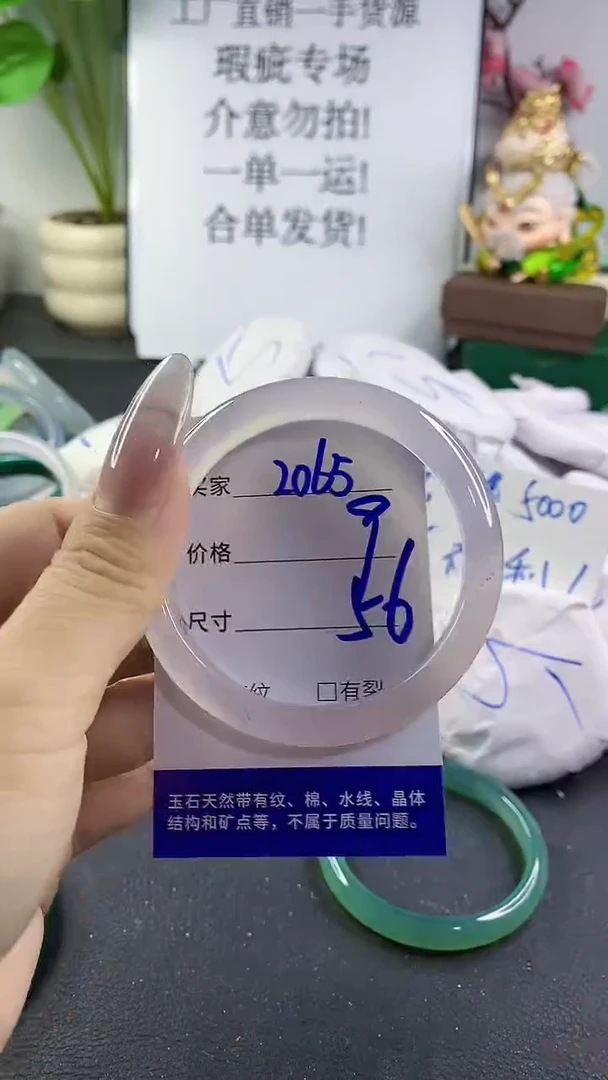 工厂直销一手货源
瑕疵专场
介意勿拍!
一单一运!
合单发货!
买家 2065
价格 9
尺寸 56
纹 □有裂
玉石天然带有纹、棉、水线、晶体
结构和矿点等，不属于质量问题。
5000